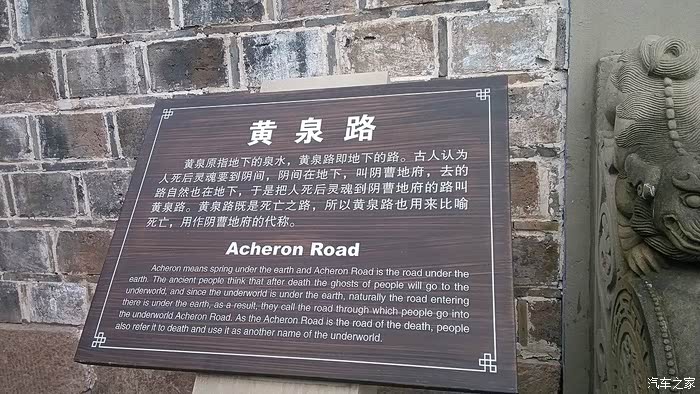 黄泉路
黄泉原指地下的泉水，黄泉路即地下的路。古人认为
人死后灵魂要到阴间，阴间在地下，叫阴曹地府，去的
路自然也在地下，于是把人死后灵魂到阴曹地府的路叫
黄泉路。黄泉路既是死亡之路，所以黄泉路也用来比喻
死亡，用作阴曹地府的代称。
Acheron Road
Acheron means spring under the earth and Acheron Road is the road under the
earth. The ancient people think that after death the ghosts of people will go to the
underworld, and since the underworld is under the earth, naturally the road entering
there is under the earth, as a result, they call the road through which people go into
the underworld Acheron Road. As the Acheron Road is the road of the death, people
also refer it to death and use it as another name of the underworld.
汽车之家